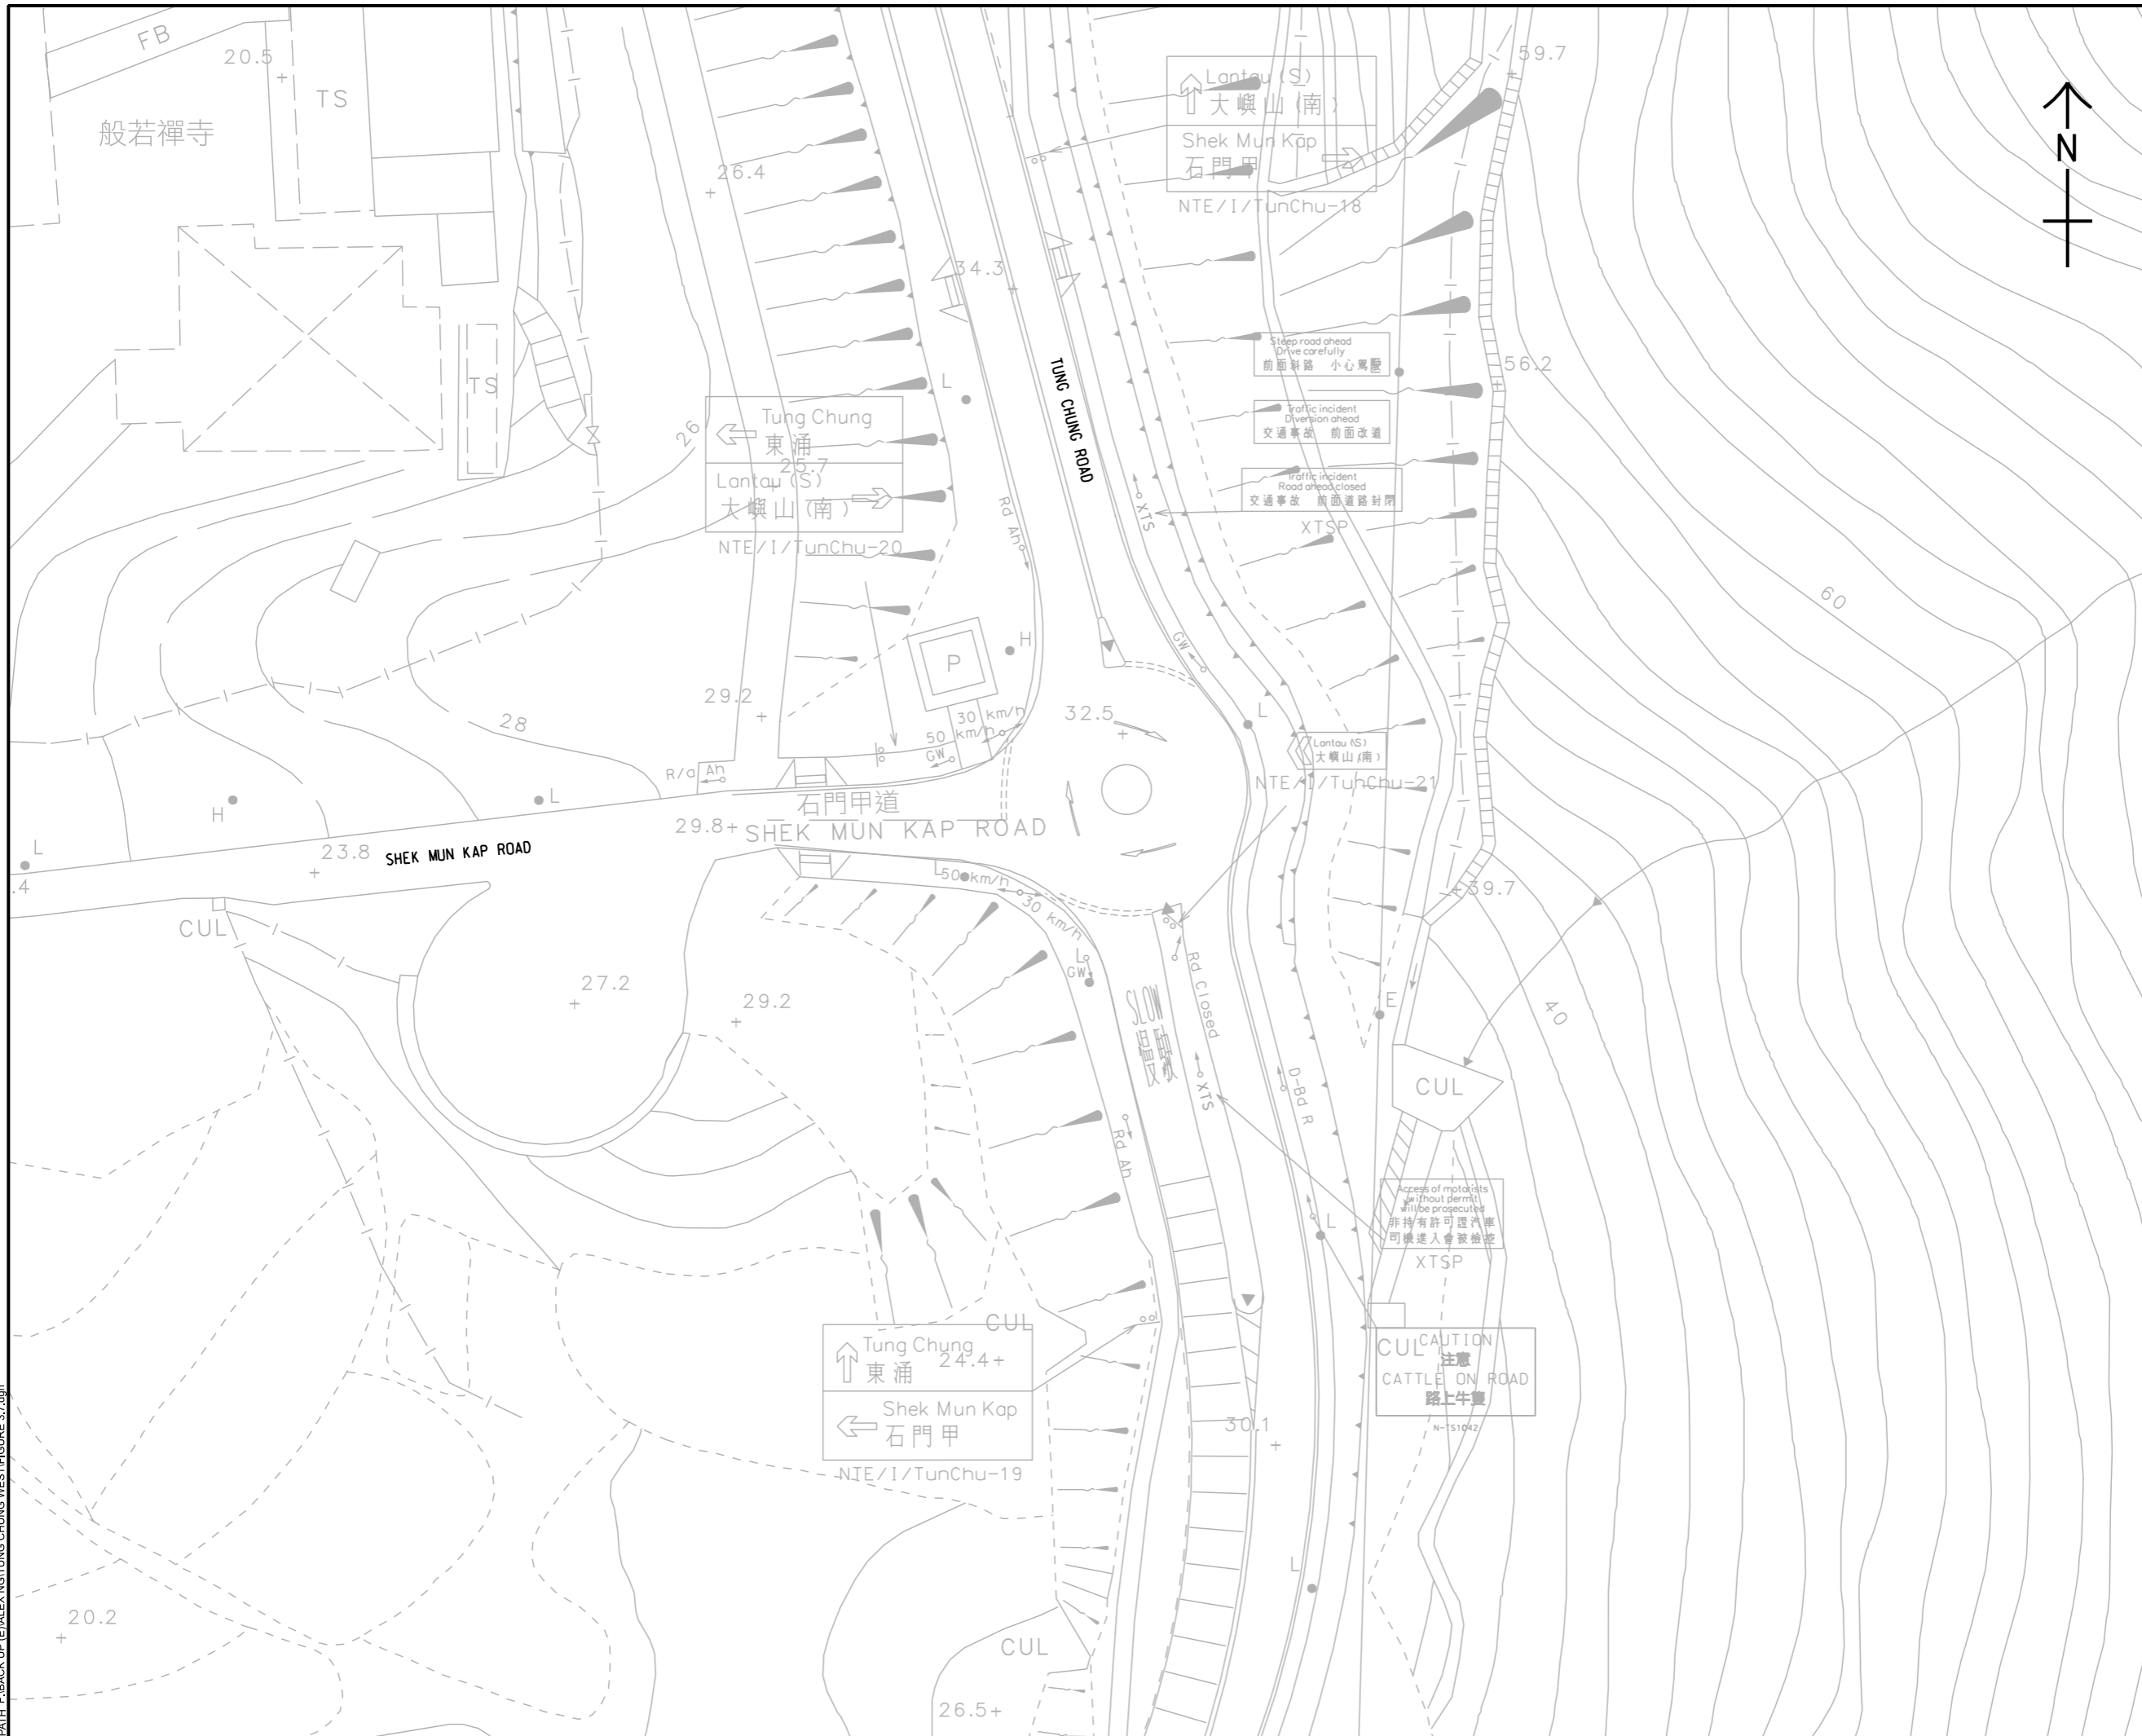 FB
20.5
TS
般若禪寺
26.4
34.3
Lantau (S)
大嶼山(南)
Shek Mun Kap
石門甲
NTE/I/TunChu-18
59.7
N
TS
26
L
Tung Chung
東涌
25.7
Lantau (S)
大嶼山(南)
NTE/I/TunChu-20
TUNG CHUNG ROAD
Steep road ahead
Drive carefully
前面斜路 小心駕駛
56.2
Traffic incident
Diversion ahead
交通事故 前面改道
Traffic incident
Road ahead closed
交通事故 前面道路封閉
XTSP
XTS
Rd Ah
60
H
P
GW
29.2
28
30 km/h
50 km/h
GW
32.5
L
Lantau (S)
大嶼山(南)
NTE/I/TunChu-21
R/a Ah
H
L
石門甲道
29.8
SHEK MUN KAP ROAD
L
23.8
SHEK MUN KAP ROAD
.4
L
50 km/h
30 km/h
39.7
CUL
27.2
29.2
L
GW
SLOW
慢駛
Rd Closed
E
40
XTS
D-Bd R
CUL
Rd Ah
Access of motorists
without permit
will be prosecuted
非持有許可證汽車
司機進入會被檢控
XTSP
L
CUL
Tung Chung
東涌
24.4
Shek Mun Kap
石門甲
NTE/I/TunChu-19
CUL
CAUTION
注意
CATTLE ON ROAD
路上牛隻
N-TS1042
30.1
L
20.2
CUL
26.5